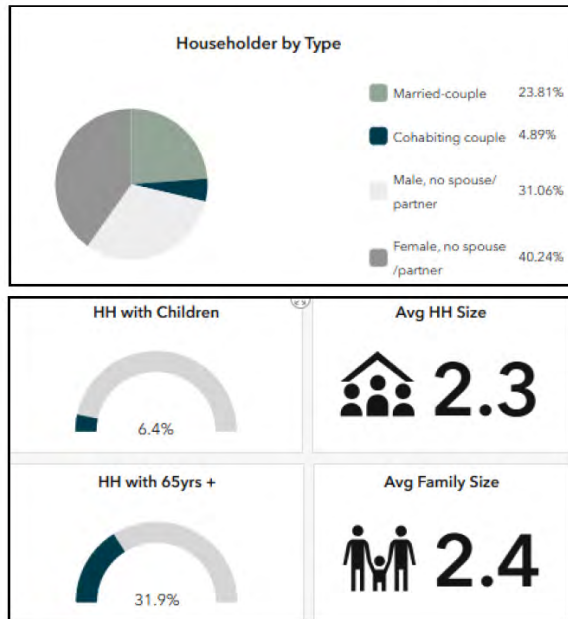 Householder by Type
Married-couple 23.81%
Cohabiting couple 4.89%
Male, no spouse/ 31.06%
partner
Female, no spouse 40.24%
/partner
HH with Children
6.4%
Avg HH Size
2.3
HH with 65yrs +
31.9%
Avg Family Size
2.4